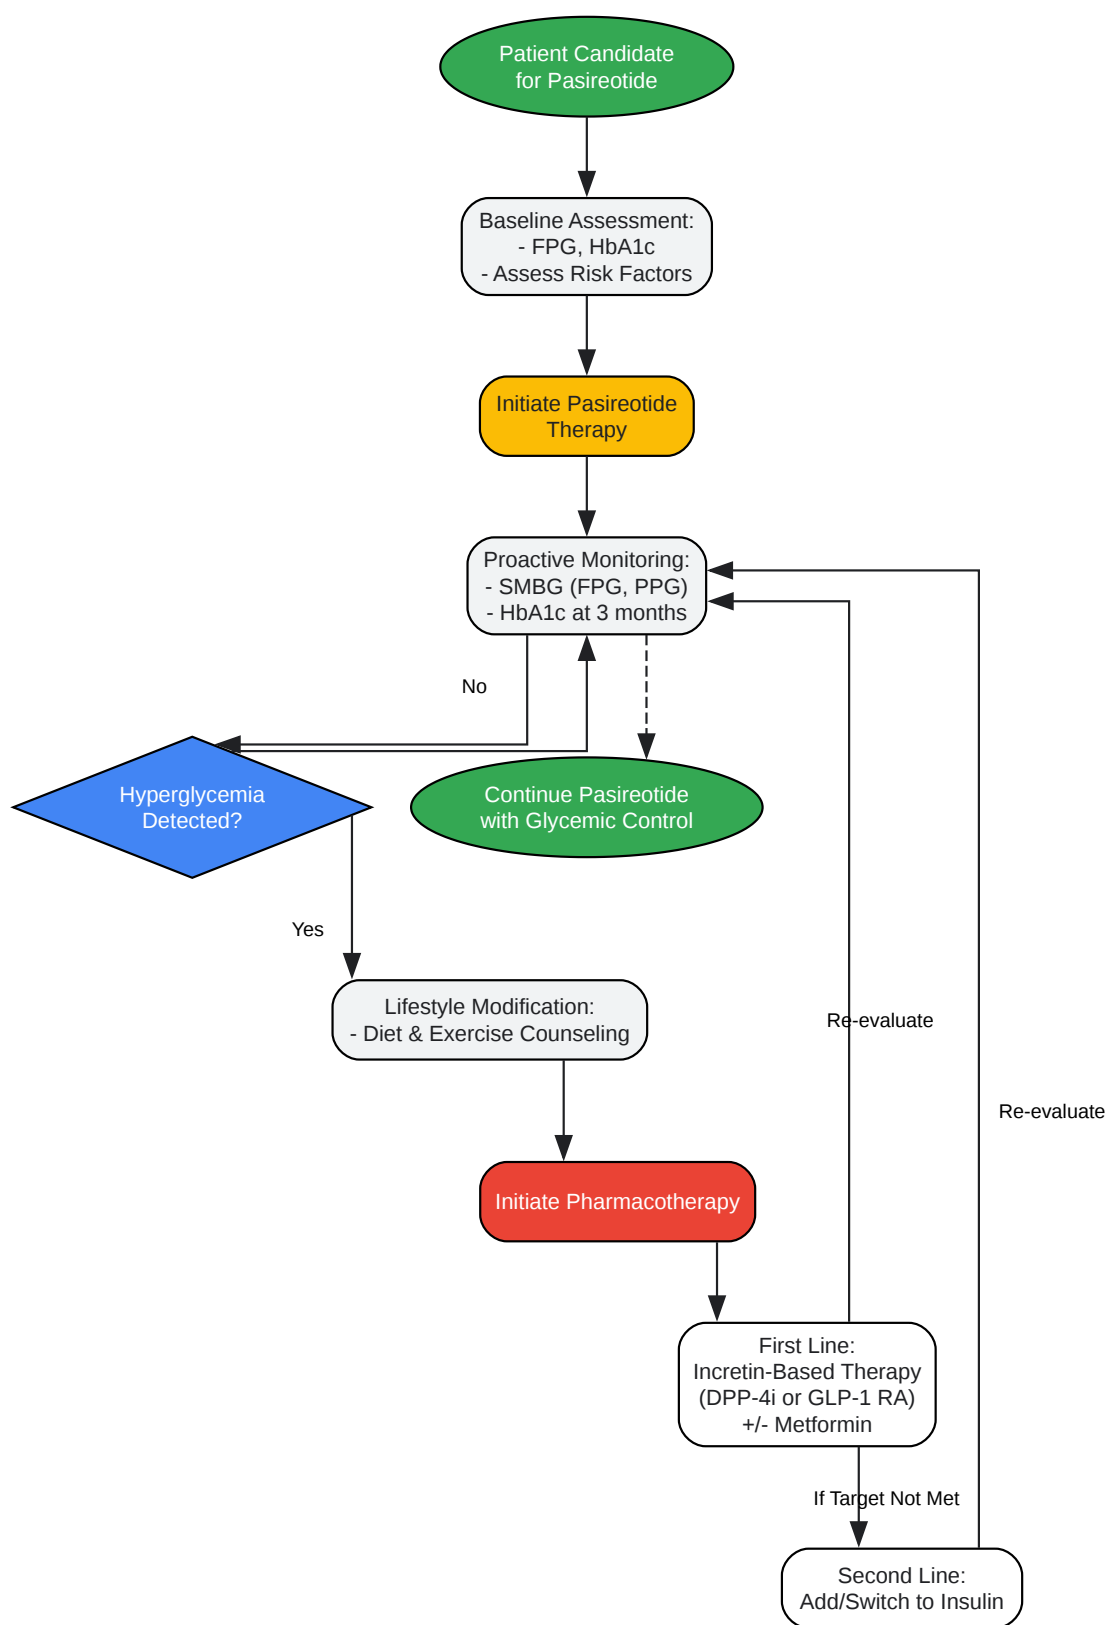 Patient Candidate
for Pasireotide
Baseline Assessment:
- FPG, HbA1c
- Assess Risk Factors
Initiate Pasireotide
Therapy
Proactive Monitoring:
- SMBG (FPG, PPG)
- HbA1c at 3 months
No
Hyperglycemia
Detected?
Continue Pasireotide
with Glycemic Control
Yes
Lifestyle Modification:
- Diet & Exercise Counseling
Re-evaluate
Re-evaluate
Initiate Pharmacotherapy
First Line:
Incretin-Based Therapy
(DPP-4i or GLP-1 RA)
+/- Metformin
If Target Not Met
Second Line:
Add/Switch to Insulin